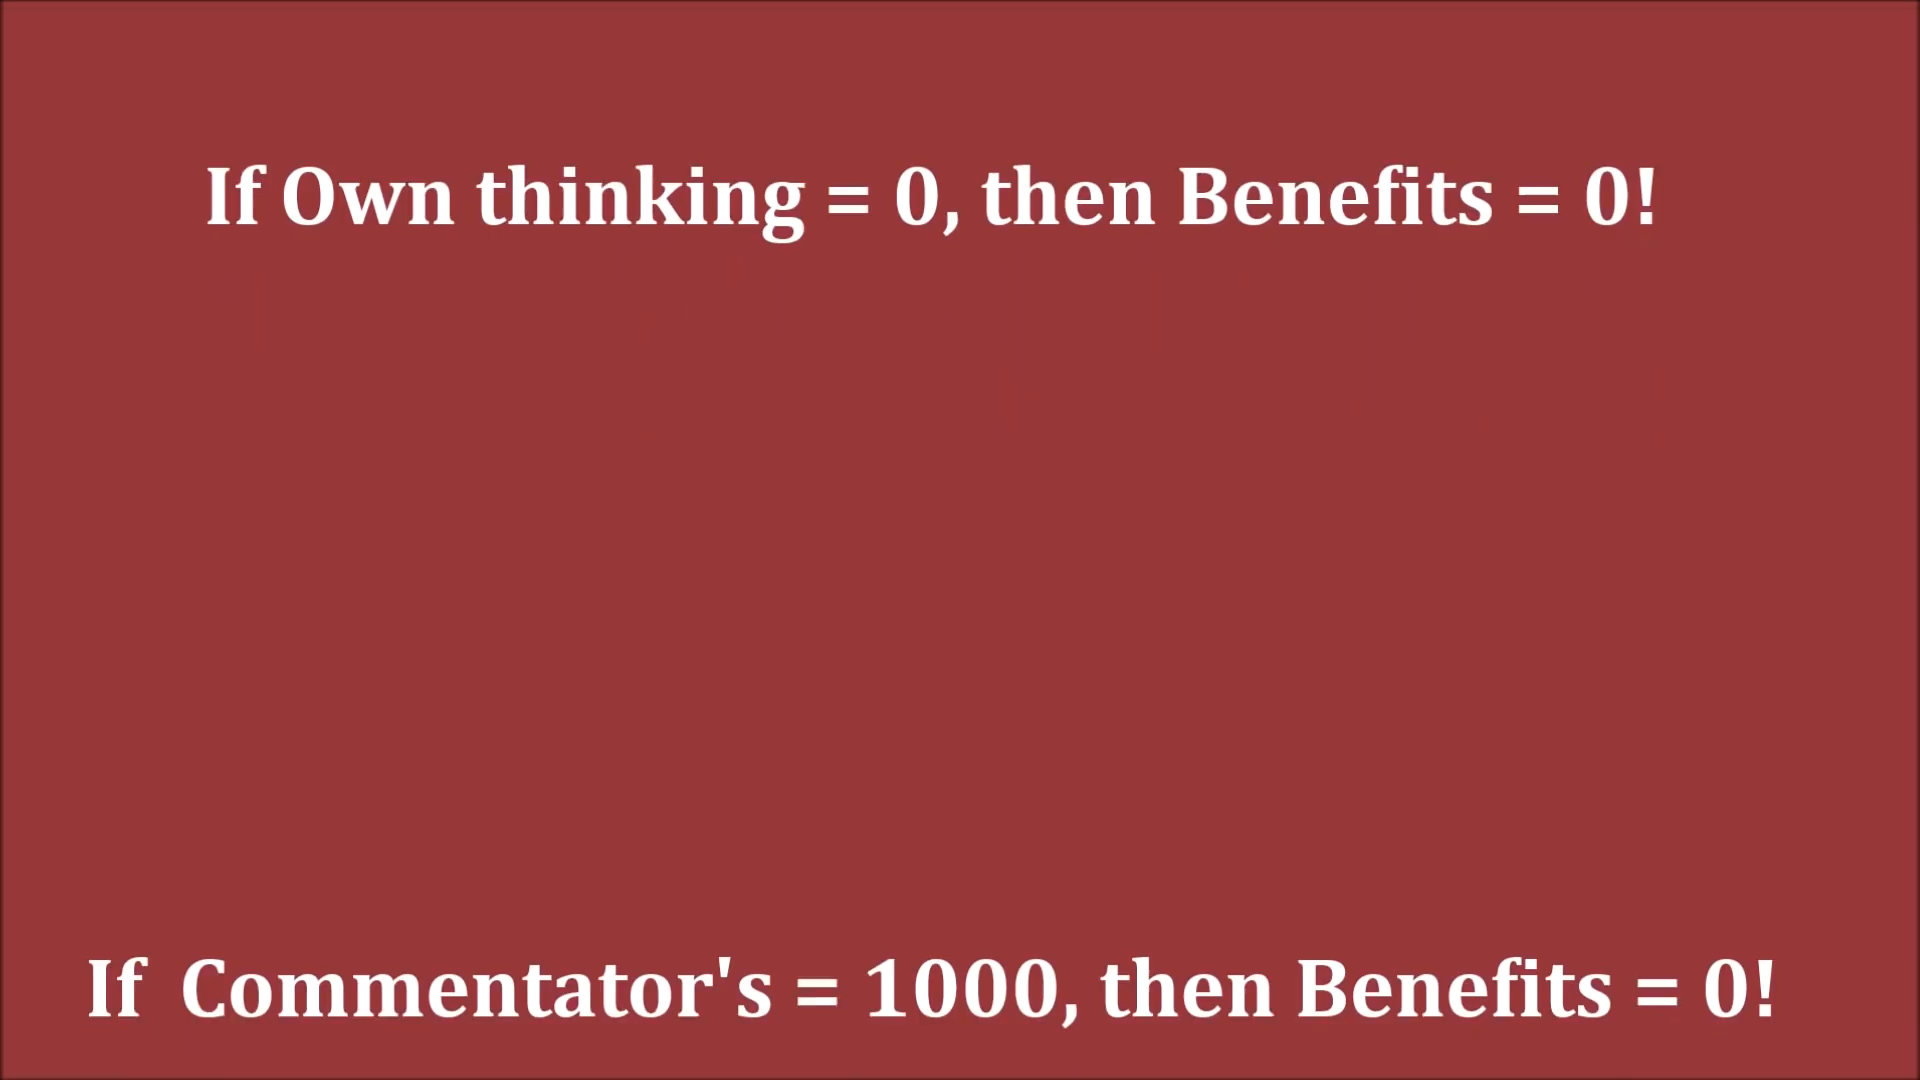 If Own thinking = 0, then Benefits = 0!
If Commentator's = 1000, then Benefits = 0!